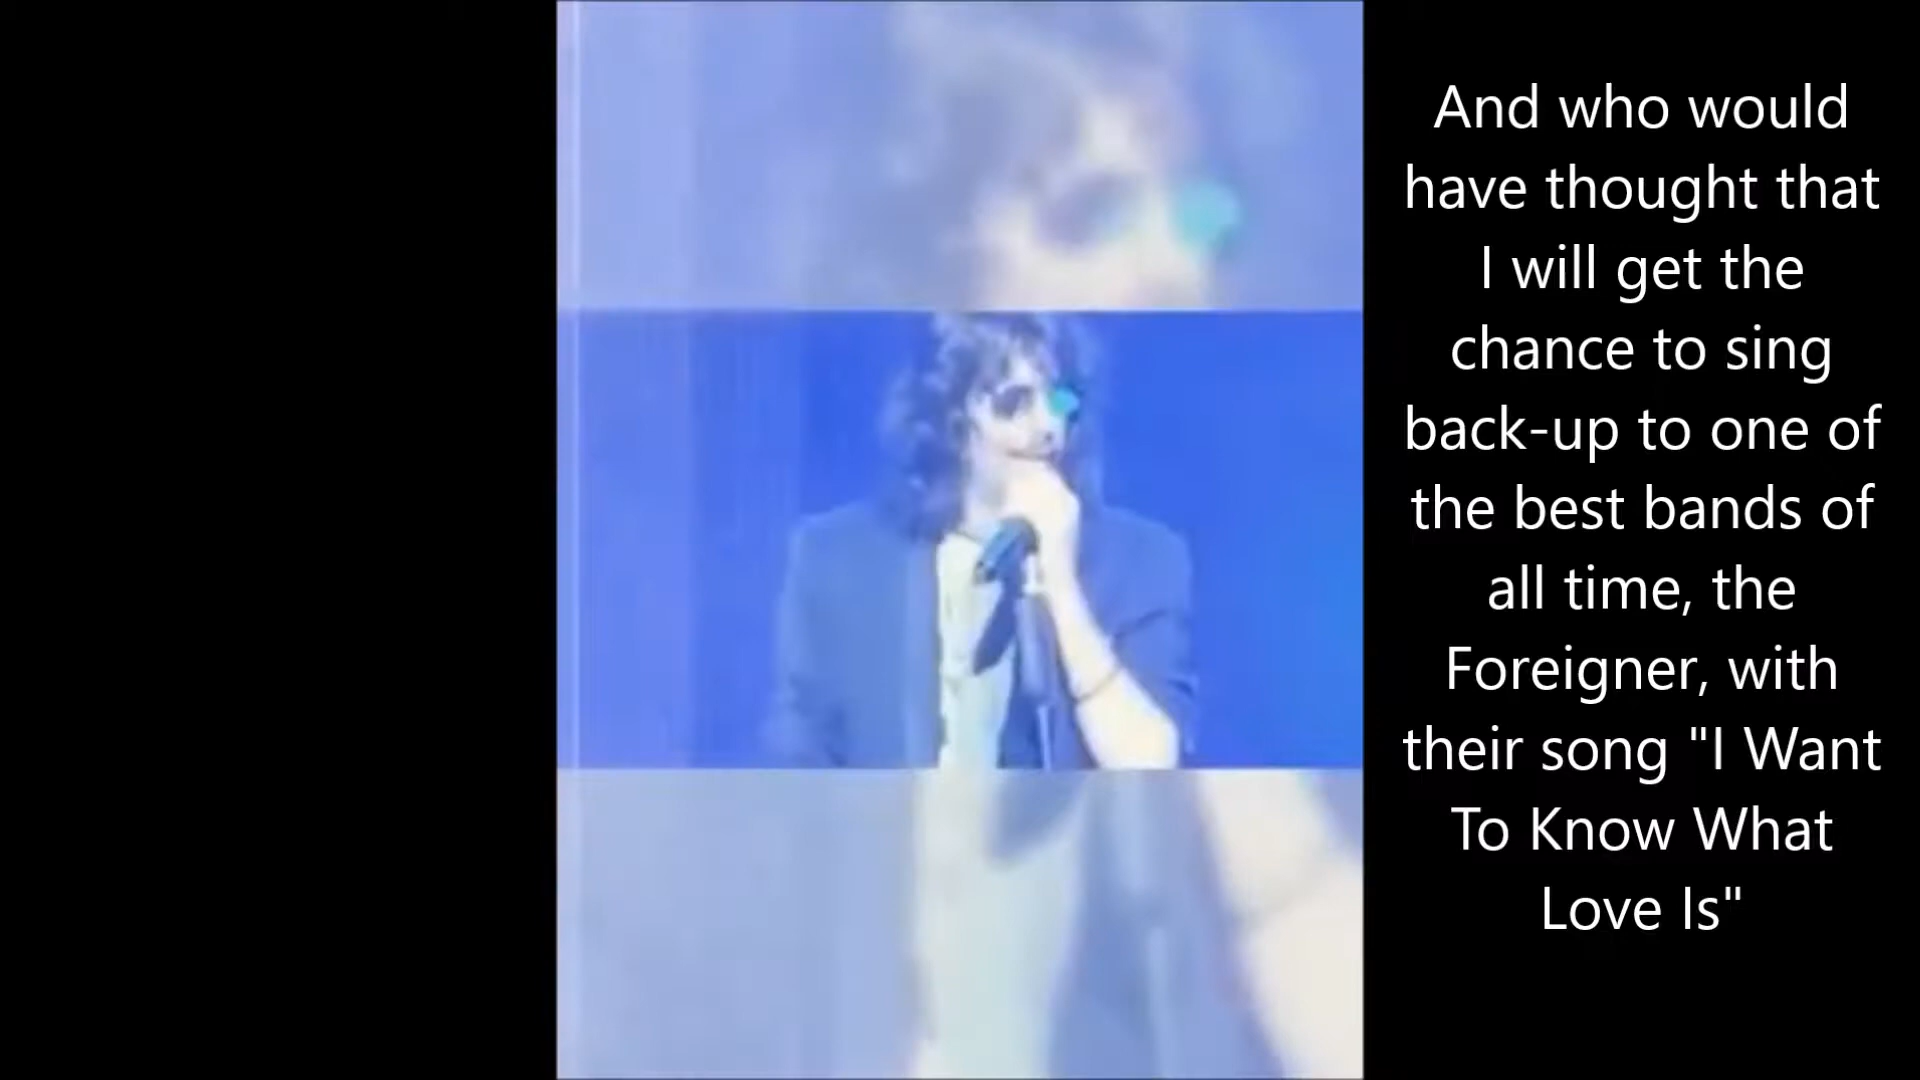 And who would
have thought that
I will get the
chance to sing
back-up to one of
the best bands of
all time, the
Foreigner, with
their song "I Want
To Know What
Love Is"